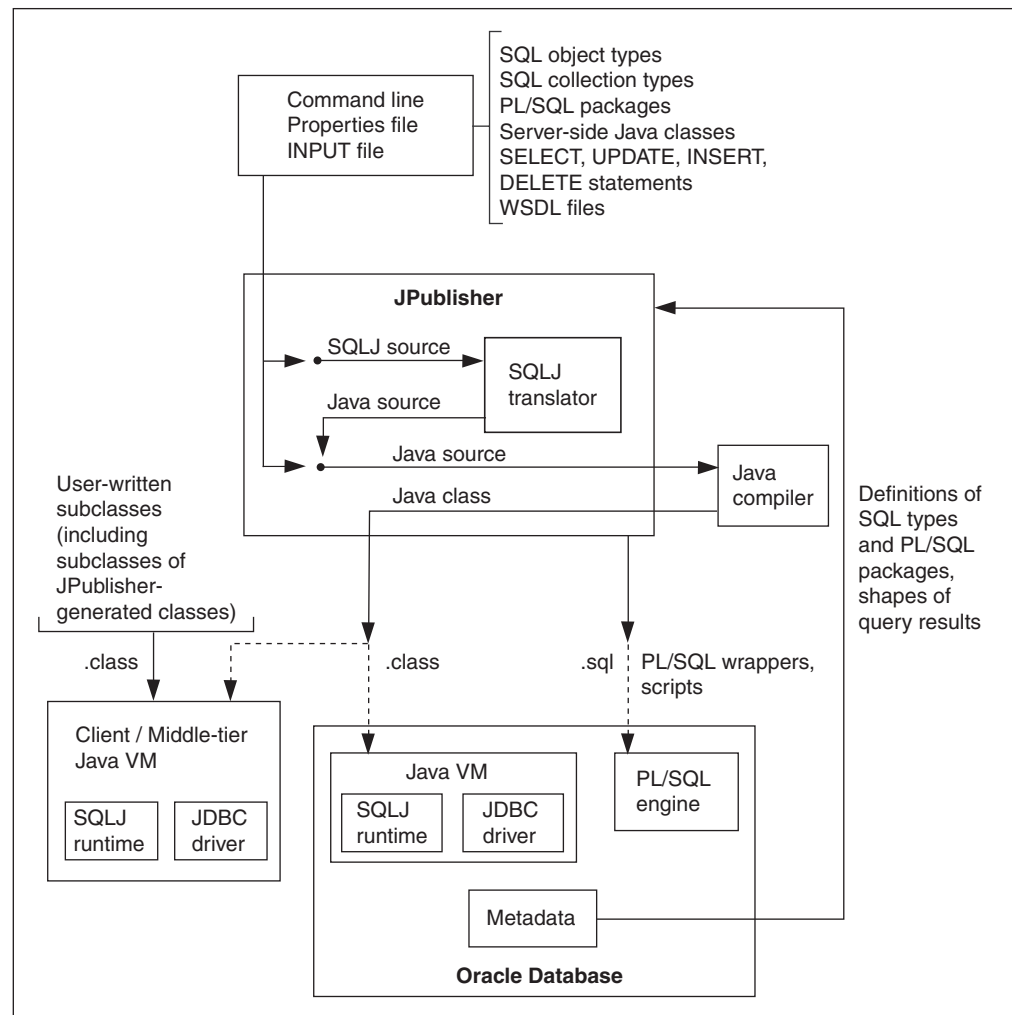 Command line
Properties file
INPUT file
SQL object types
SQL collection types
PL/SQL packages
Server-side Java classes
SELECT, UPDATE, INSERT,
DELETE statements
WSDL files
JPublisher
SQLJ source
SQLJ
translator
Java source
Java source
Java class
Java
compiler
User-written
subclasses
(including
subclasses of
JPublisher-
generated classes)
Definitions of
SQL types
and PL/SQL
packages,
shapes of
query results
.class
.class
.sql
PL/SQL wrappers,
scripts
Client / Middle-tier
Java VM
SQLJ
runtime
JDBC
driver
Java VM
SQLJ
runtime
JDBC
driver
PL/SQL
engine
Metadata
Oracle Database